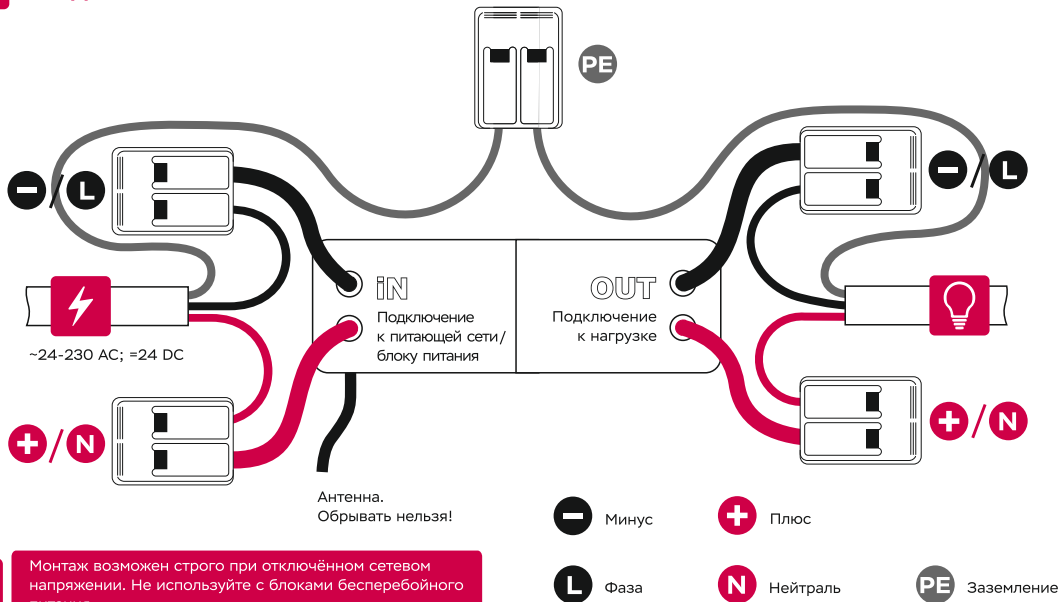 PE
− / L
− / L
iN
OUT
Подключение
к питающей сети/
блоку питания
Подключение
к нагрузке
~24-230 AC; =24 DC
+ / N
+ / N
Антенна.
Обрывать нельзя!
− Минус
+ Плюс
L Фаза
N Нейтраль
PE Заземление
Монтаж возможен строго при отключённом сетевом
напряжении. Не используйте с блоками бесперебойного